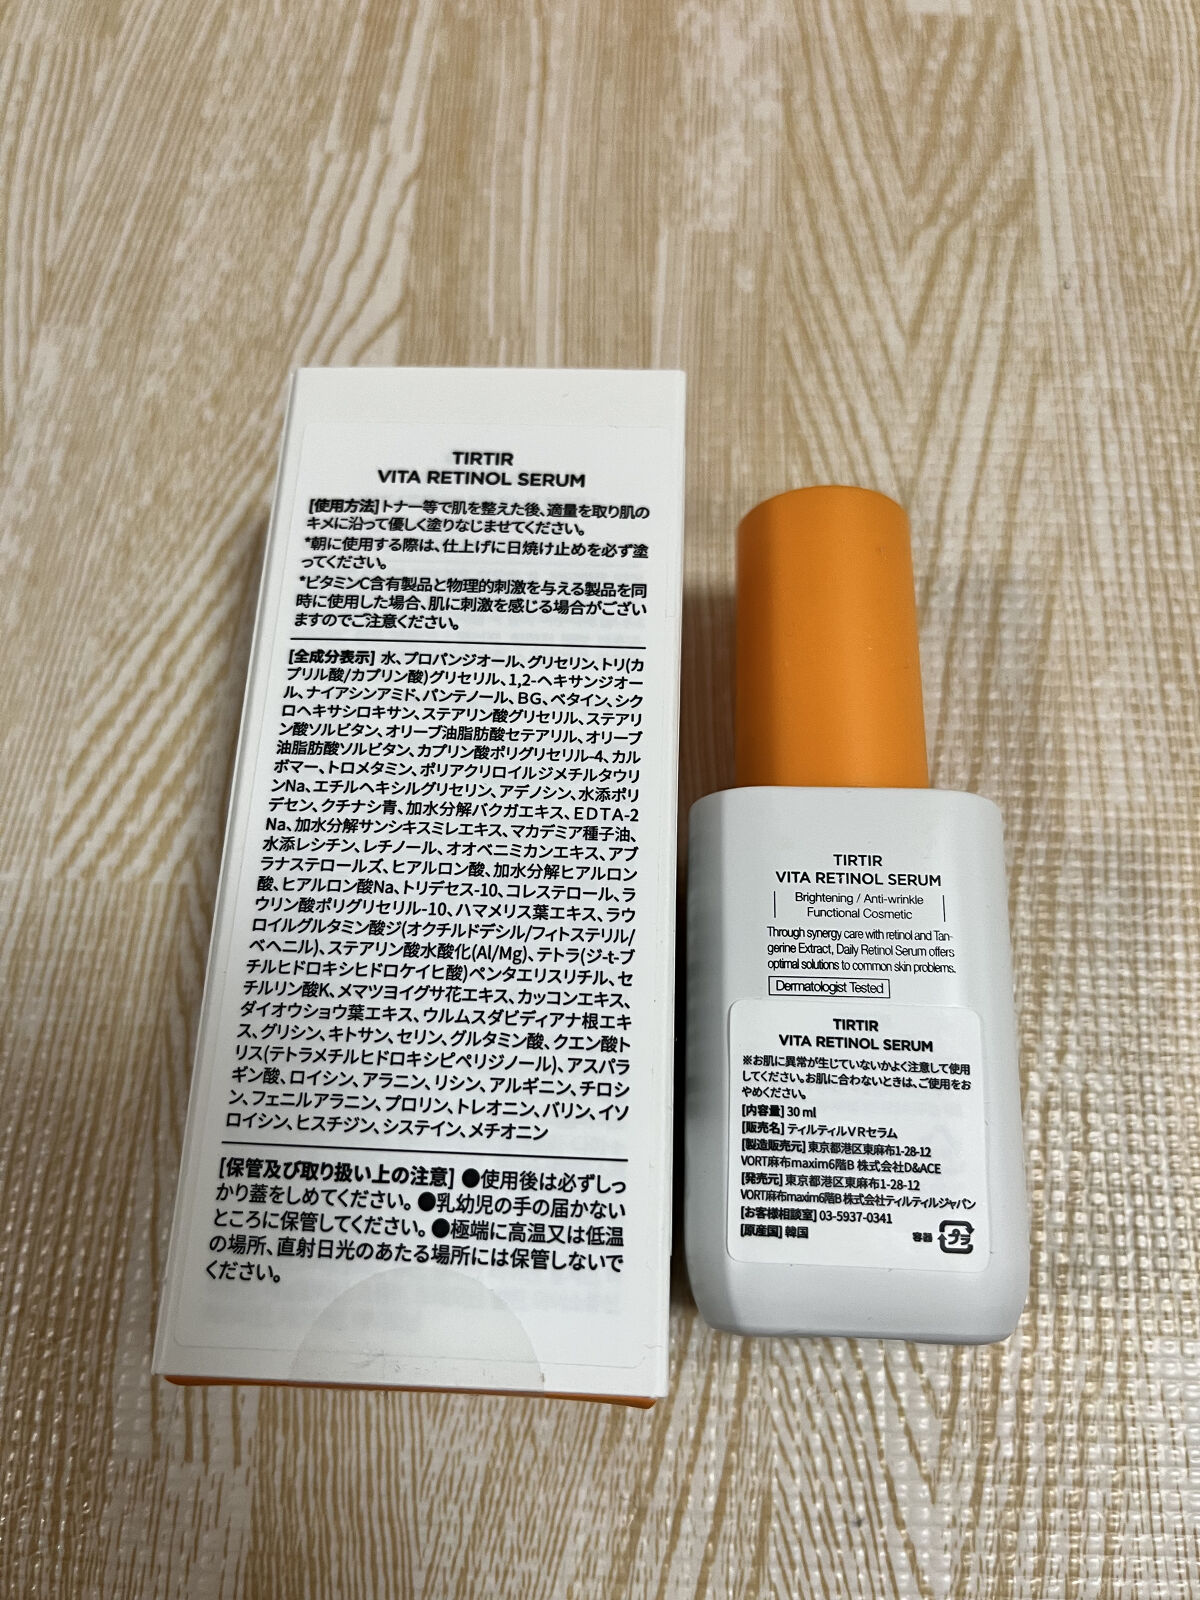 TIRTIR
VITA RETINOL SERUM
[使用方法]トナー等で肌を整えた後、適量を取り肌の
キメに沿って優しく塗りなじませてください。
*朝に使用する際は、仕上げに日焼け止めを必ず塗
ってください。
*ビタミンC含有製品と物理的刺激を与える製品を同
時に使用した場合、肌に刺激を感じる場合がござい
ますのでご注意ください。
[全成分表示] 水、プロパンジオール、グリセリン、トリ(カ
プリル酸/カプリン酸)グリセリル、1,2-ヘキサンジオー
ル、ナイアシンアミド、パンテノール、BG、ベタイン、シク
ロヘキサシロキサン、ステアリン酸グリセリル、ステアリ
ン酸ソルビタン、オリーブ油脂肪酸セテアリル、オリーブ
油脂肪酸ソルビタン、カプリン酸ポリグリセリル-4、カル
ボマー、トロメタミン、ポリアクリロイルジメチルタウリ
ンNa、エチルヘキシルグリセリン、アデノシン、水添ポリ
デセン、クチナシ青、加水分解バクガエキス、EDTA-2
Na、加水分解サンシキスミレエキス、マカデミア種子油、
水添レシチン、レチノール、オオベニミカンエキス、アブ
ラナステロールズ、ヒアルロン酸、加水分解ヒアルロン
酸、ヒアルロン酸Na、トリデセス-10、コレステロール、ラ
ウリン酸ポリグリセリル-10、ハマメリス葉エキス、ラウ
ロイルグルタミン酸ジ(オクチルドデシル/フィトステリル/
ベヘニル)、ステアリン酸水酸化(Al/Mg)、テトラ(ジ-t-ブ
チルヒドロキシヒドロケイヒ酸)ペンタエリスリチル、セ
チルリン酸K、メマツヨイグサ花エキス、カッコンエキス、
ダイオウショウ葉エキス、ウルムスダビディアナ根エキ
ス、グリシン、キトサン、セリン、グルタミン酸、クエン酸ト
リス(テトラメチルヒドロキシピペリジノール)、アスパラ
ギン酸、ロイシン、アラニン、リシン、アルギニン、チロシ
ン、フェニルアラニン、プロリン、トレオニン、バリン、イソ
ロイシン、ヒスチジン、システイン、メチオニン
[保管及び取り扱い上の注意] ●使用後は必ずしっ
かり蓋をしめてください。●乳幼児の手の届かない
ところに保管してください。●極端に高温又は低温
の場所、直射日光のあたる場所には保管しないで
ください。
TIRTIR
VITA RETINOL SERUM
Brightening / Anti-wrinkle
Functional Cosmetic
Through synergy care with retinol and Tan-
gerine Extract, Daily Retinol Serum offers
optimal solutions to common skin problems.
Dermatologist Tested
TIRTIR
VITA RETINOL SERUM
※お肌に異常が生じていないかよく注意して使用
してください。お肌に合わないときは、ご使用をお
やめください。
[内容量] 30 ml
[販売名] ティルティルVRセラム
[製造販売元] 東京都港区東麻布1-28-12
VORT麻布maxim6階B 株式会社D&ACE
[発売元] 東京都港区東麻布1-28-12
VORT麻布maxim6階B 株式会社ティルティルジャパン
[お客様相談室] 03-5937-0341
[原産国] 韓国
容器 プラ